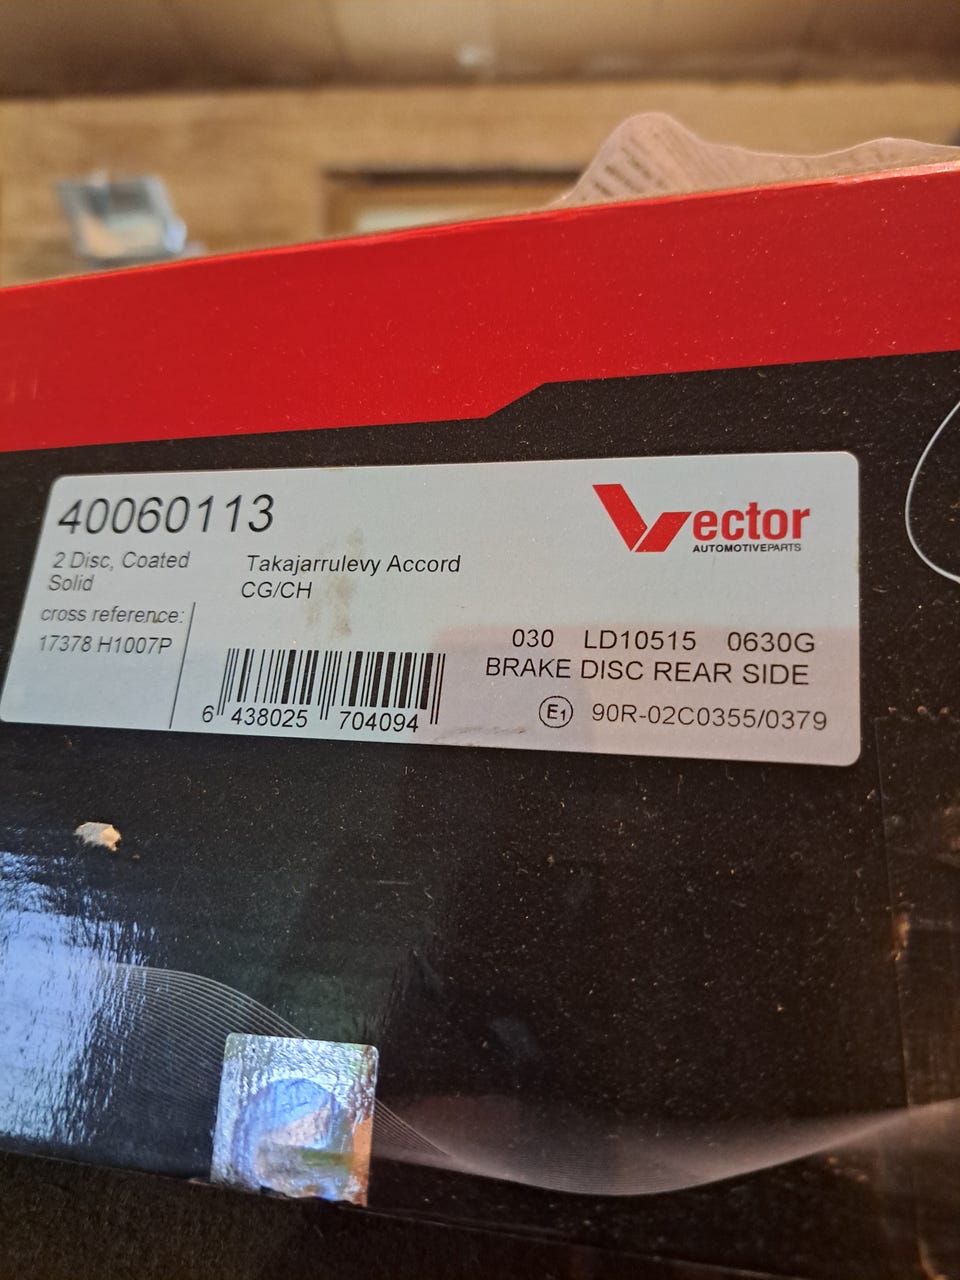 40060113
2 Disc, Coated
Solid
Takajarrulevy Accord
CG/CH
cross reference:
17378 H1007P
6 438025 704094
Vector
AUTOMOTIVEPARTS
030 LD10515 0630G
BRAKE DISC REAR SIDE
E1 90R-02C0355/0379